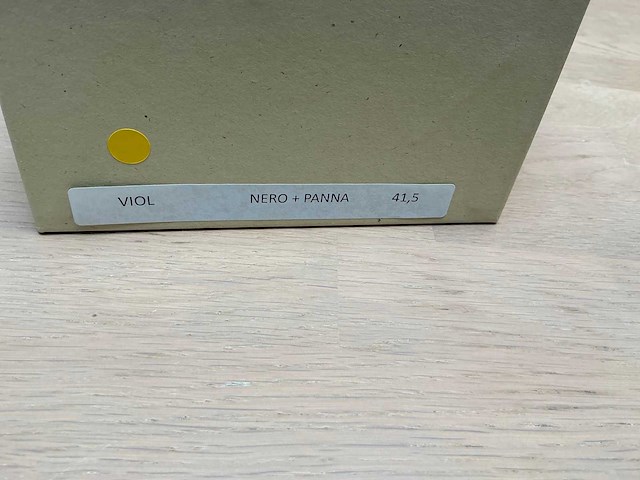 VIOL NERO + PANNA 41,5